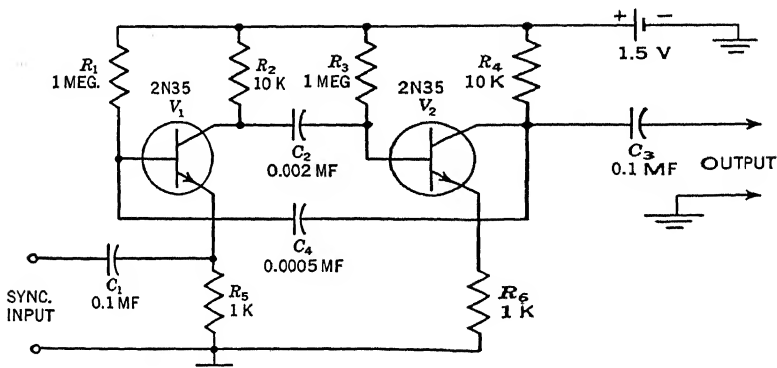 R1
1 MEG.
2N35
V1
R2
10 K
R3
1 MEG
2N35
V2
R4
10 K
+ −
1.5 V
C2
0.002 MF
C3
0.1 MF
OUTPUT
C4
0.0005 MF
SYNC.
INPUT
C1
0.1 MF
R5
1 K
R6
1 K